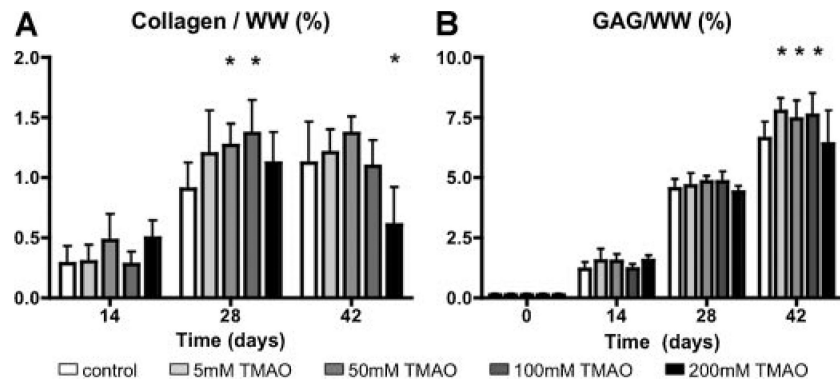 A Collagen / WW (%)
2.0
* * *
1.5
1.0
0.5
0.0
14 28 42
Time (days)
B GAG/WW (%)
10.0
* * *
7.5
5.0
2.5
0.0
0 14 28 42
Time (days)
control 5mM TMAO 50mM TMAO 100mM TMAO 200mM TMAO